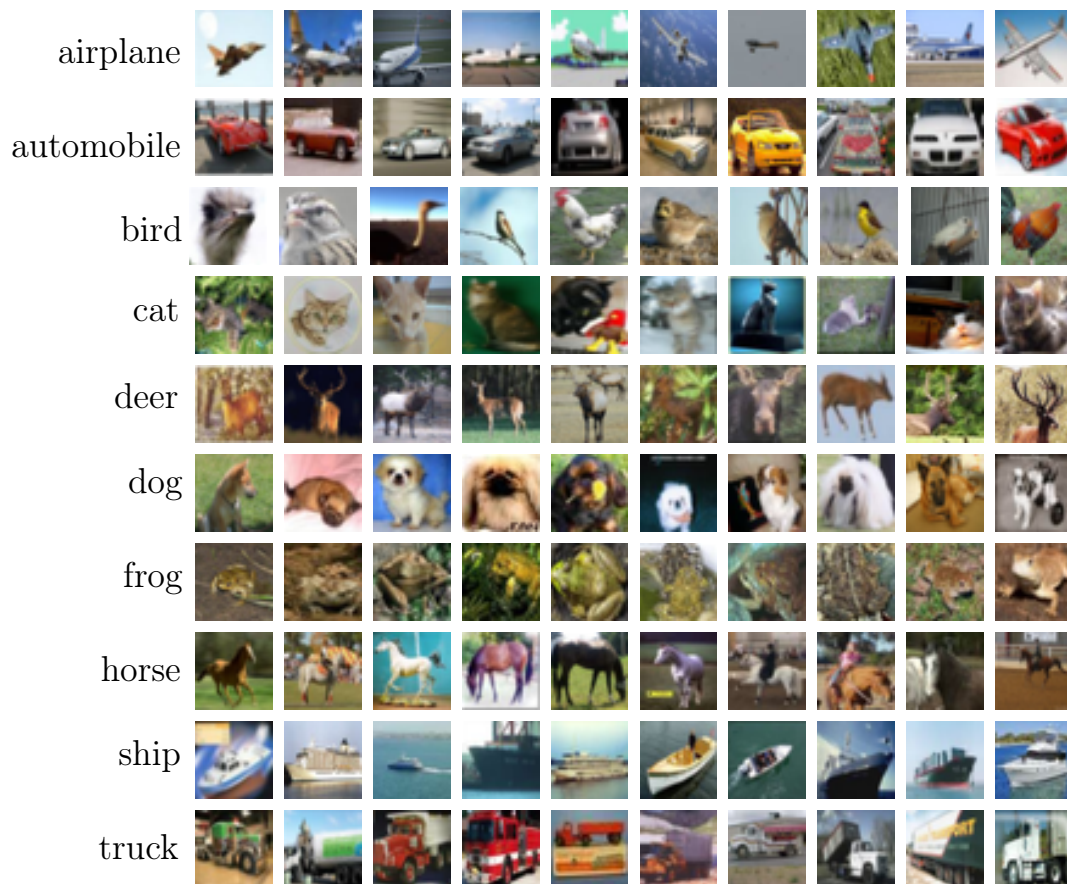 airplane
automobile
bird
cat
deer
dog
frog
horse
ship
truck